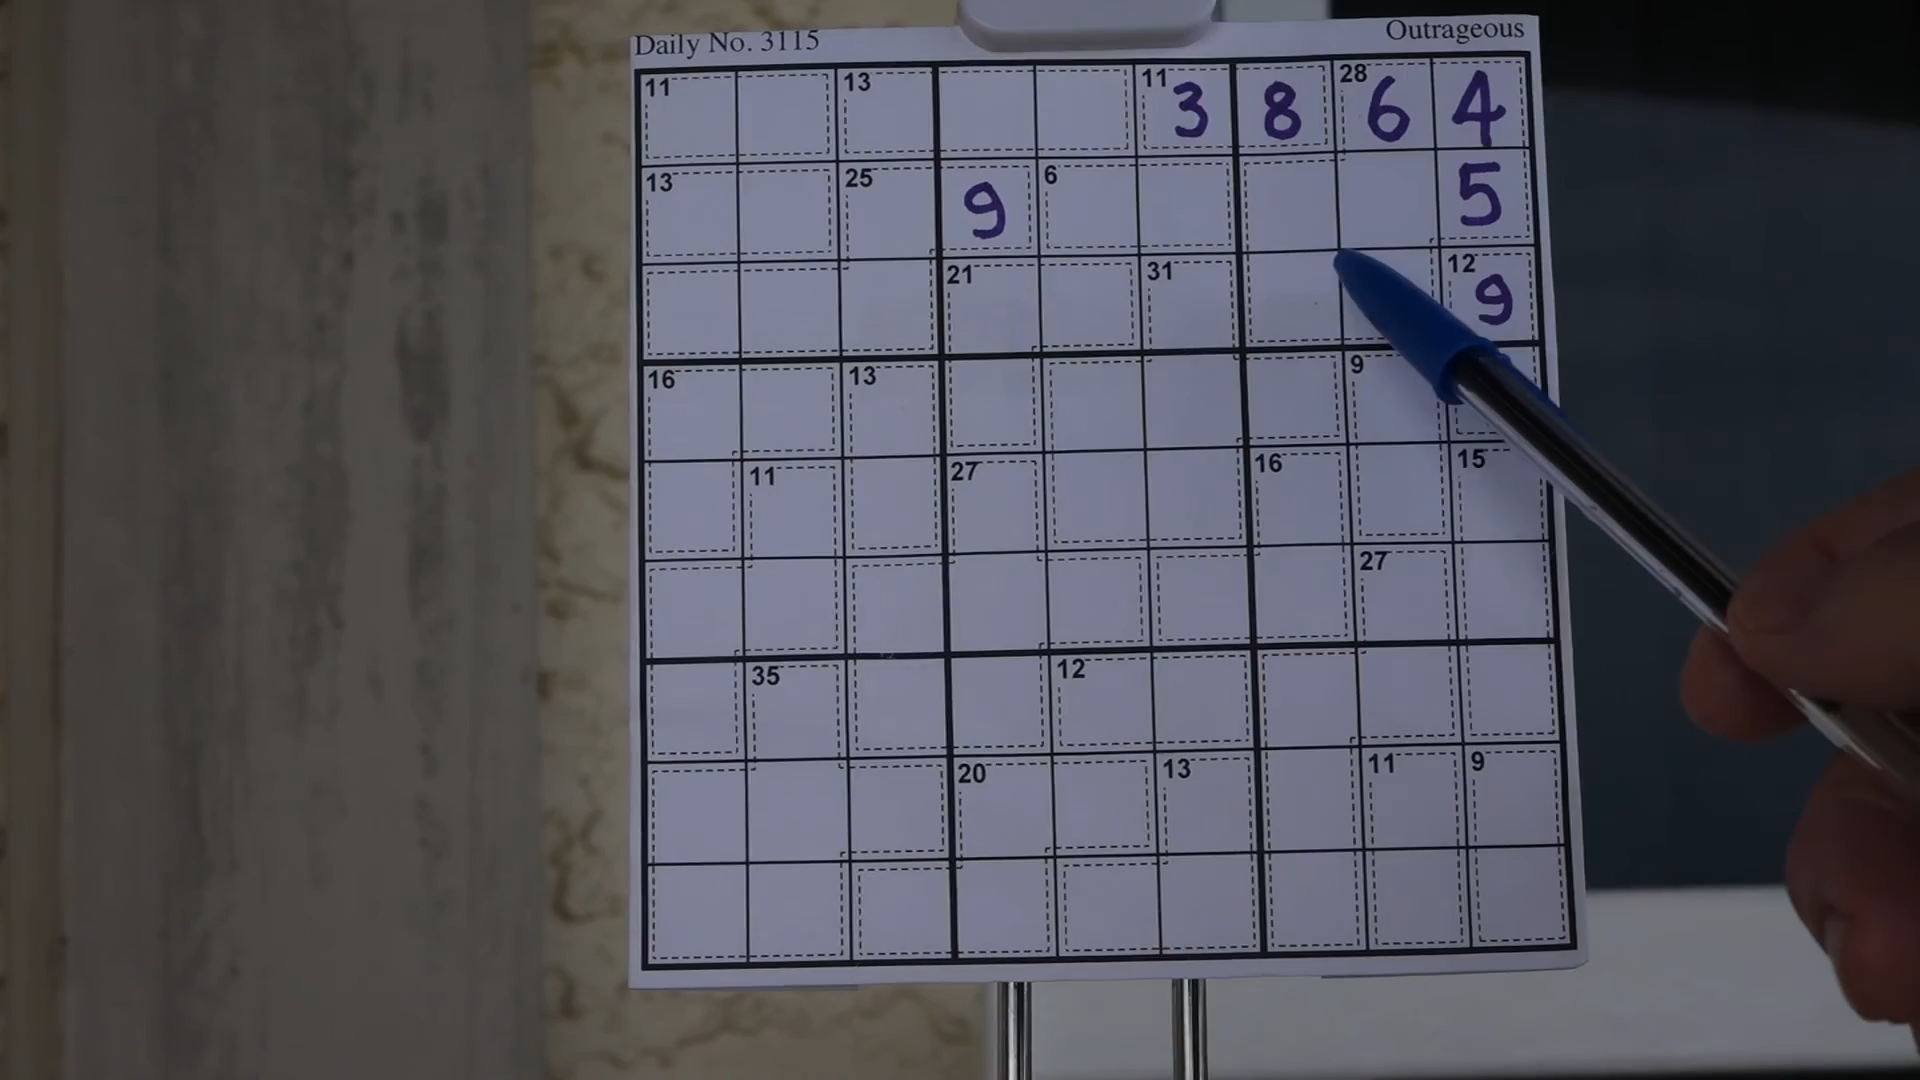 Daily No. 3115 Outrageous
11 13 11 3 8 28 6 4
13 25 9 6 5
21 31 12 9
16 13 9
11 27 16 15
27
35 12
20 13 11 9